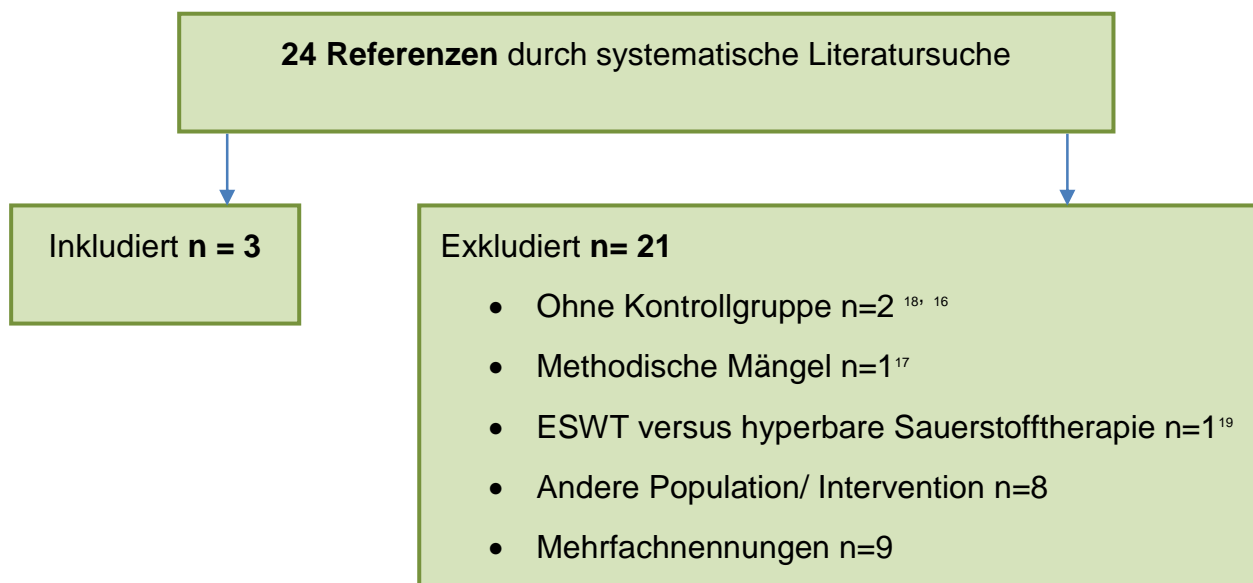 24 Referenzen durch systematische Literatursuche
Inkludiert n = 3
Exkludiert n= 21
• Ohne Kontrollgruppe n=2 18, 16
• Methodische Mängel n=1 17
• ESWT versus hyperbare Sauerstofftherapie n=1 19
• Andere Population/ Intervention n=8
• Mehrfachnennungen n=9